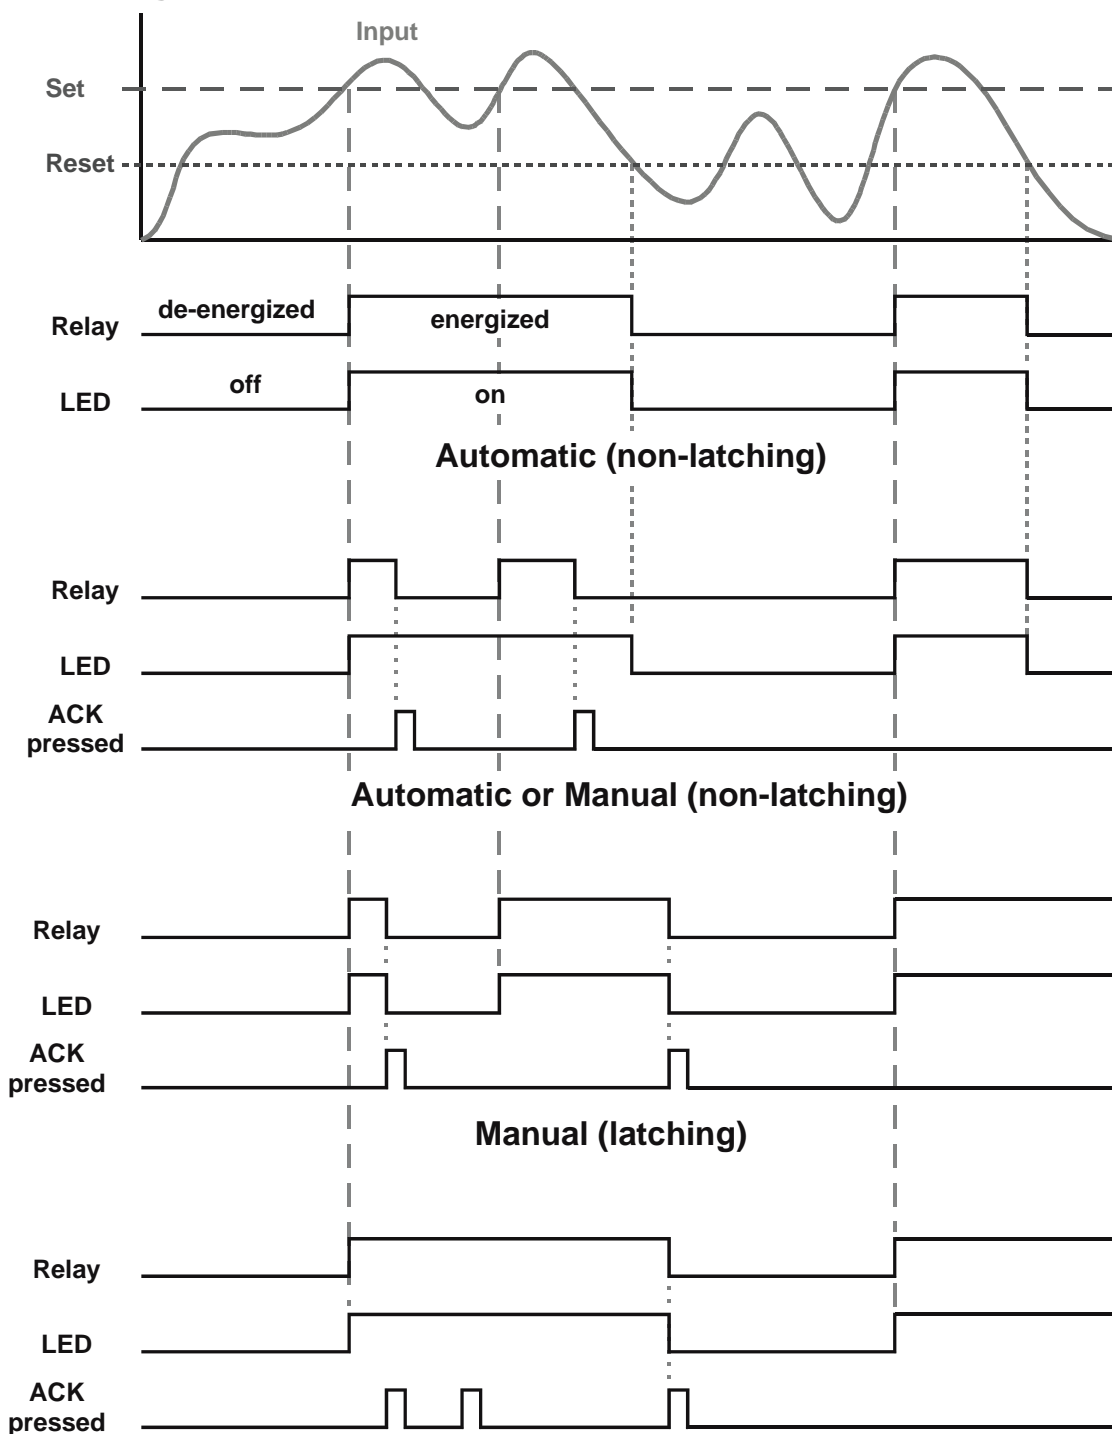 Input
Set
Reset
de-energized
Relay
energized
off
LED
on
Automatic (non-latching)
Relay
LED
ACK
pressed
Automatic or Manual (non-latching)
Relay
LED
ACK
pressed
Manual (latching)
Relay
LED
ACK
pressed